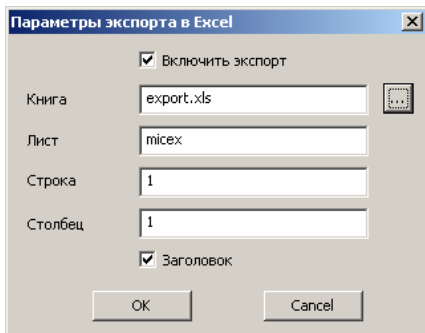 Параметры экспорта в Excel
Включить экспорт
Книга export.xls ...
Лист micex
Строка 1
Столбец 1
Заголовок
OK Cancel